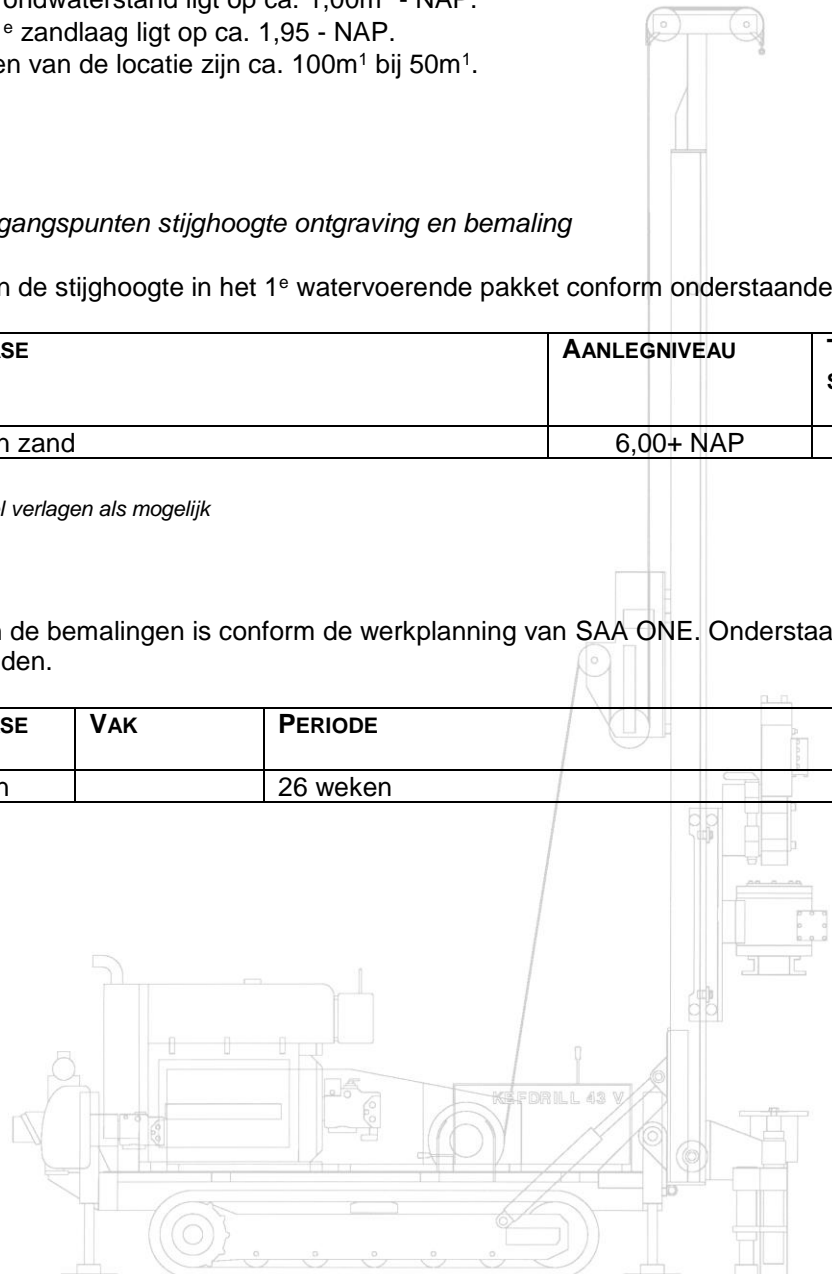 ondwaterstand ligt op ca. 1,00m¹ - NAP.
e zandlaag ligt op ca. 1,95 - NAP.
en van de locatie zijn ca. 100m¹ bij 50m¹.
gangspunten stijghoogte ontgraving en bemaling
n de stijghoogte in het 1e watervoerende pakket conform onderstaande
SE AANLEGNIVEAU
n zand 6,00+ NAP
l verlagen als mogelijk
n de bemalingen is conform de werkplanning van SAA ONE. Onderstaa
den.
SE VAK PERIODE
n 26 weken
KEFDRILL 43 V